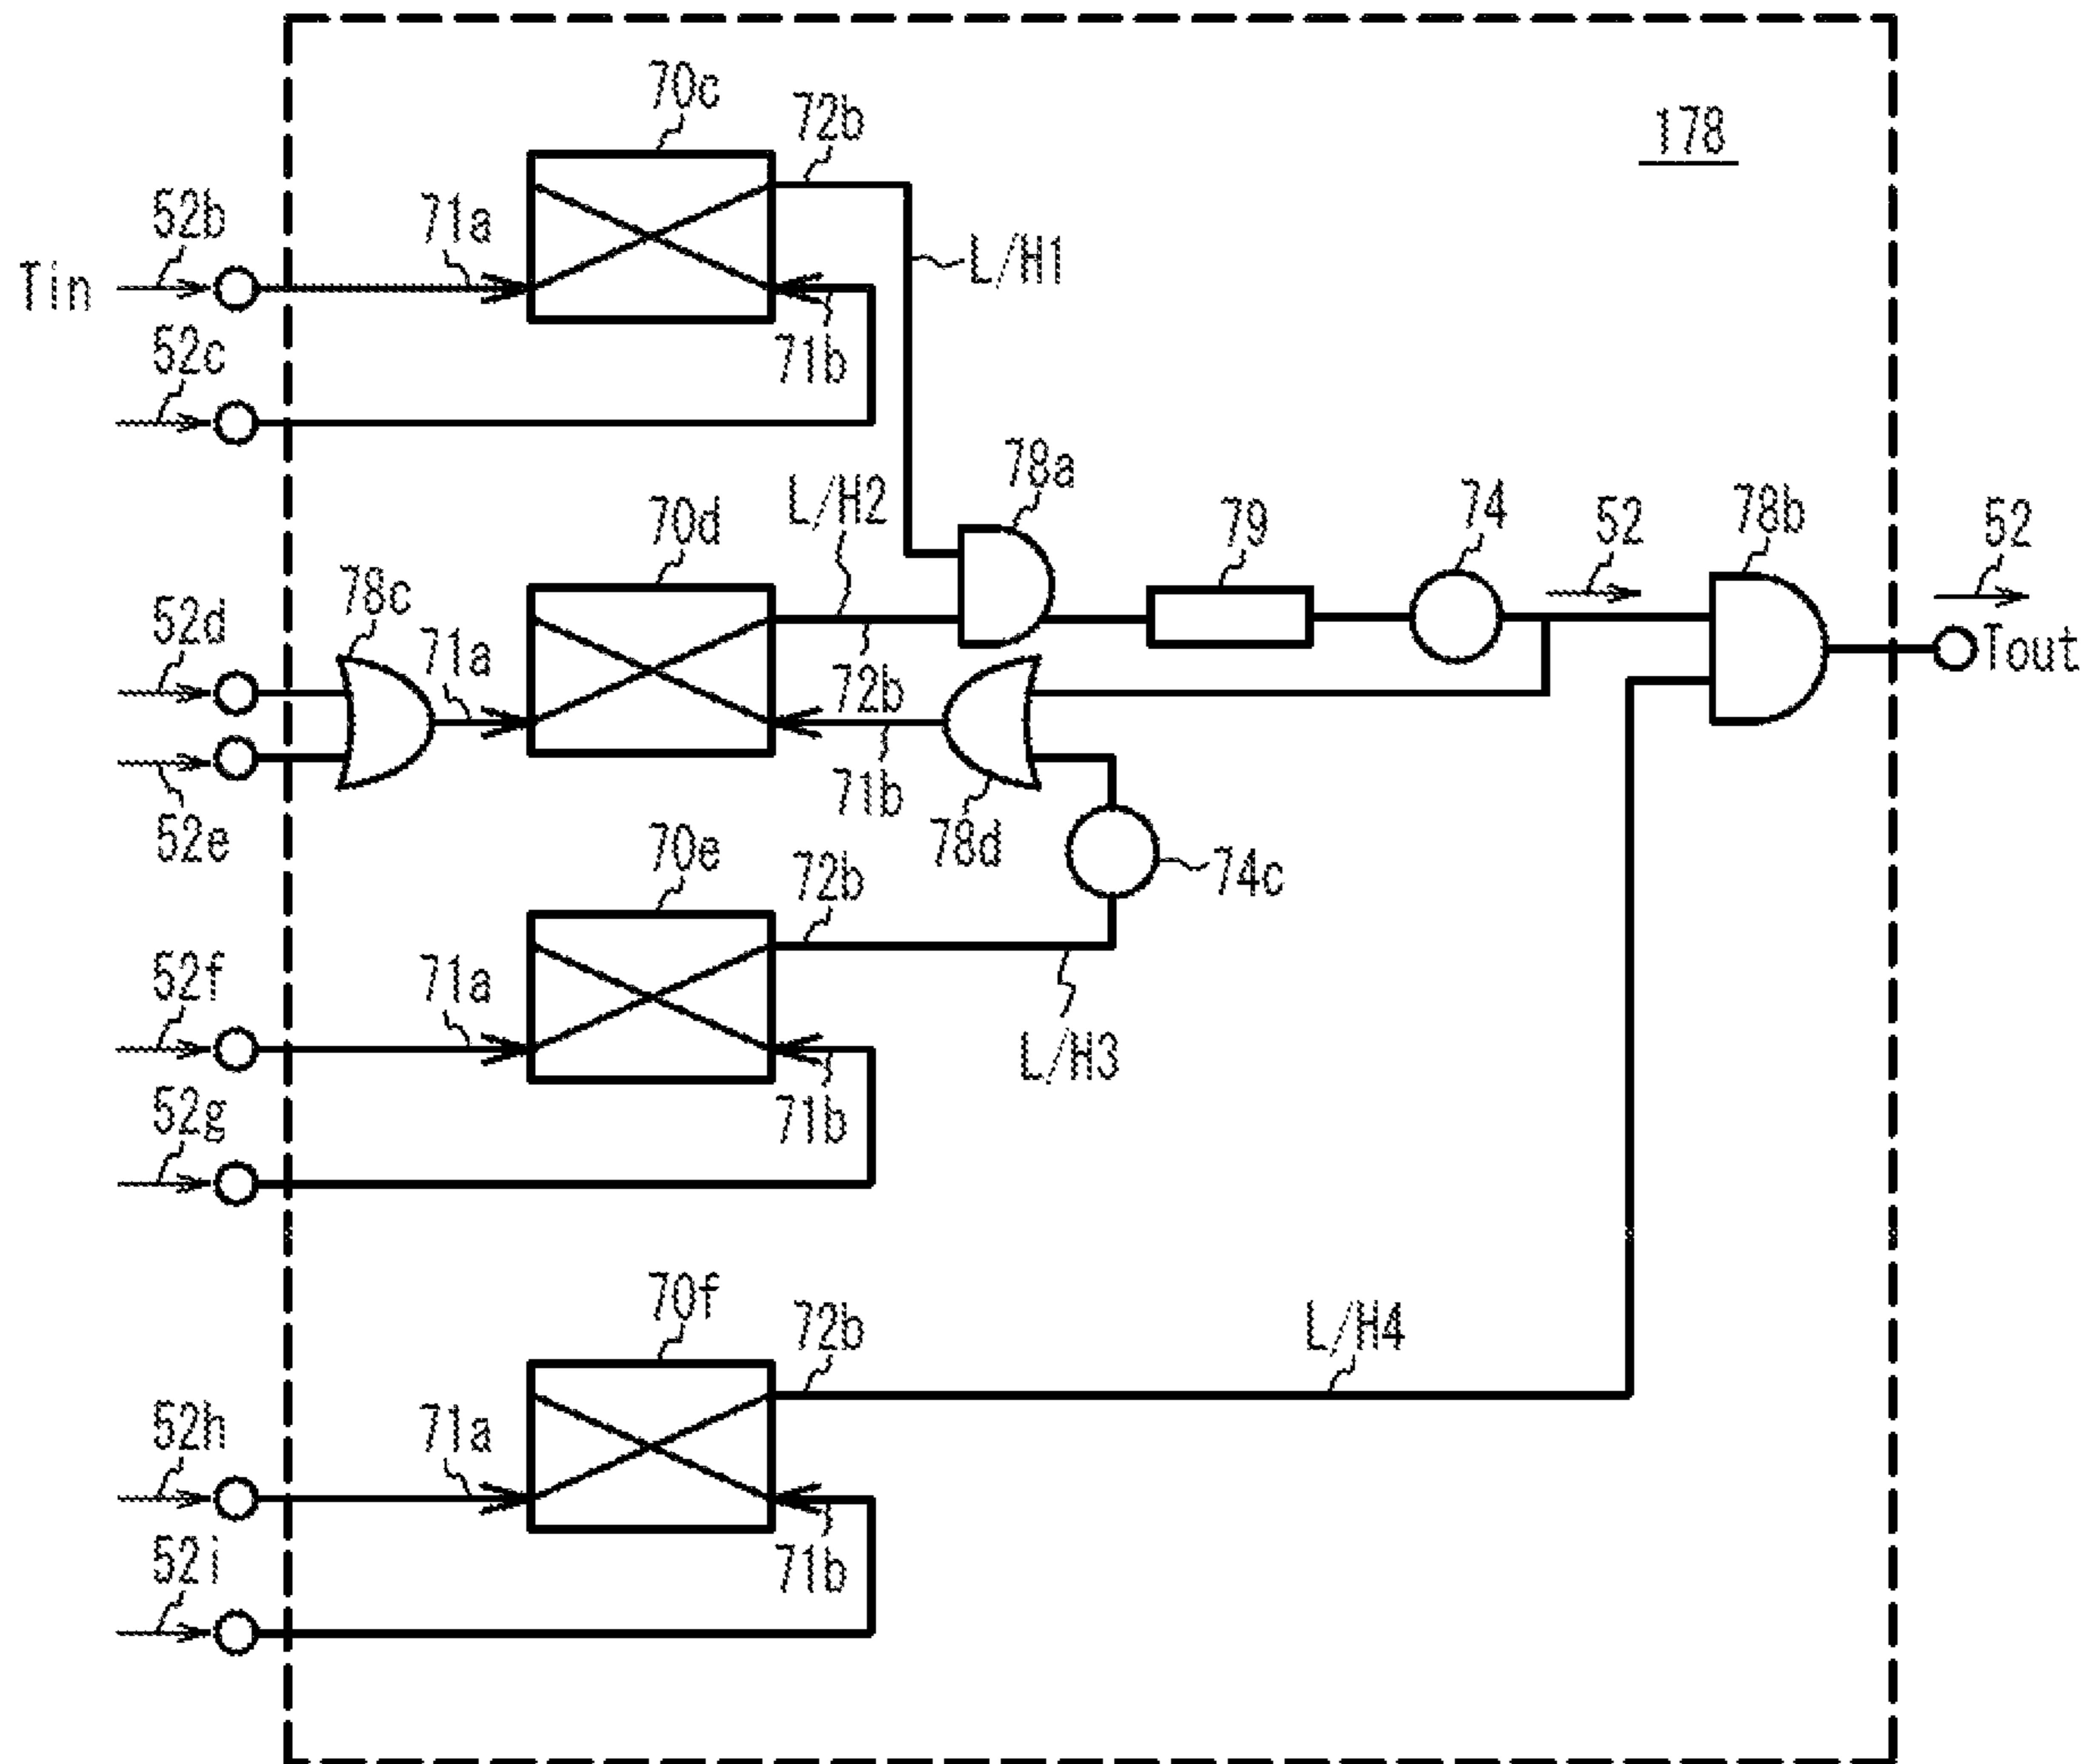 70c
72b
178
52b
71a
Tin
L/H1
52c
71b
78a
L/H2
70d
79
74
52
78b
52
78c
52d
71a
72b
Tout
71b
52e
70e
78d
72b
74c
52f
71a
L/H3
52g
71b
70f
72b
L/H4
52h
71a
52i
71b